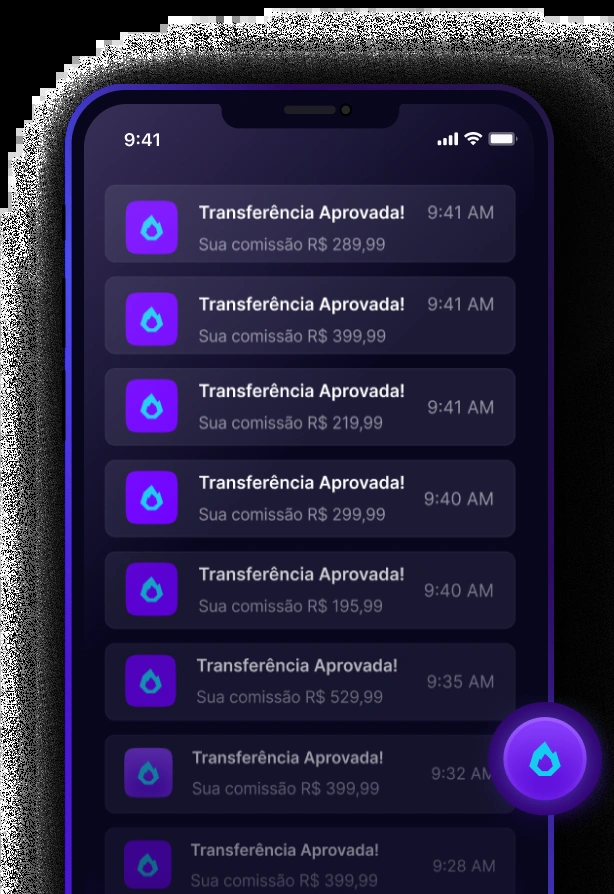 9:41
Transferência Aprovada! 9:41 AM
Sua comissão R$ 289,99
Transferência Aprovada! 9:41 AM
Sua comissão R$ 399,99
Transferência Aprovada! 9:41 AM
Sua comissão R$ 219,99
Transferência Aprovada! 9:40 AM
Sua comissão R$ 299,99
Transferência Aprovada! 9:40 AM
Sua comissão R$ 195,99
Transferência Aprovada! 9:35 AM
Sua comissão R$ 529,99
Transferência Aprovada! 9:32 AM
Sua comissão R$ 399,99
Transferência Aprovada! 9:28 AM
Sua comissão R$ 399,99